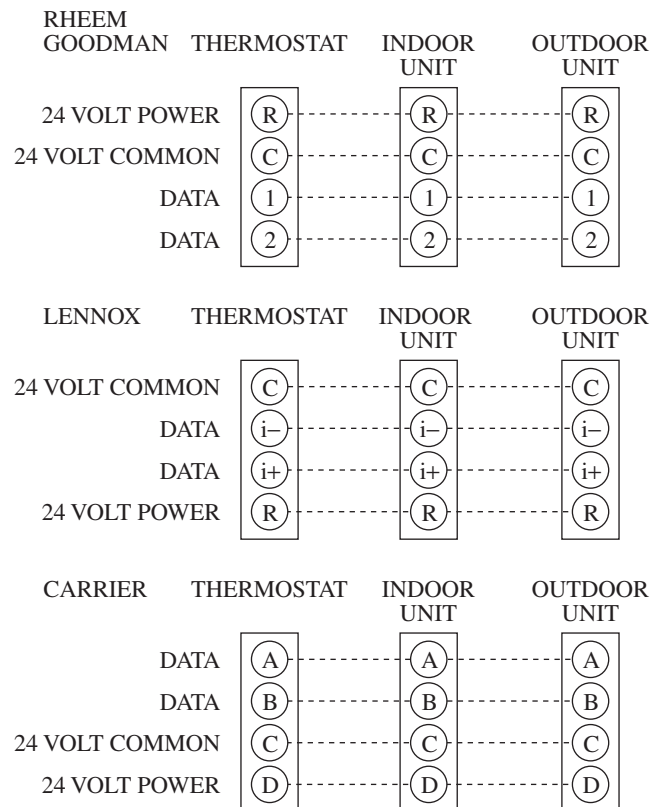 RHEEM
GOODMAN THERMOSTAT INDOOR UNIT OUTDOOR UNIT
24 VOLT POWER R R R
24 VOLT COMMON C C C
DATA 1 1 1
DATA 2 2 2
LENNOX THERMOSTAT INDOOR UNIT OUTDOOR UNIT
24 VOLT COMMON C C C
DATA i− i− i−
DATA i+ i+ i+
24 VOLT POWER R R R
CARRIER THERMOSTAT INDOOR UNIT OUTDOOR UNIT
DATA A A A
DATA B B B
24 VOLT COMMON C C C
24 VOLT POWER D D D